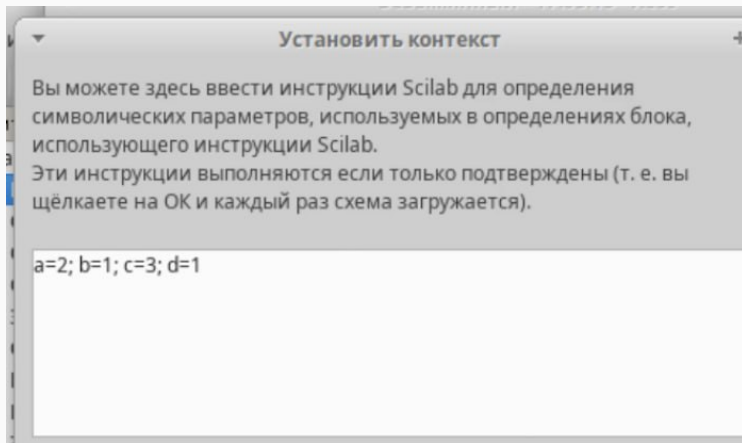 Установить контекст
Вы можете здесь ввести инструкции Scilab для определения
символических параметров, используемых в определениях блока,
использующего инструкции Scilab.
Эти инструкции выполняются если только подтверждены (т. е. вы
щёлкаете на ОК и каждый раз схема загружается).
a=2; b=1; c=3; d=1